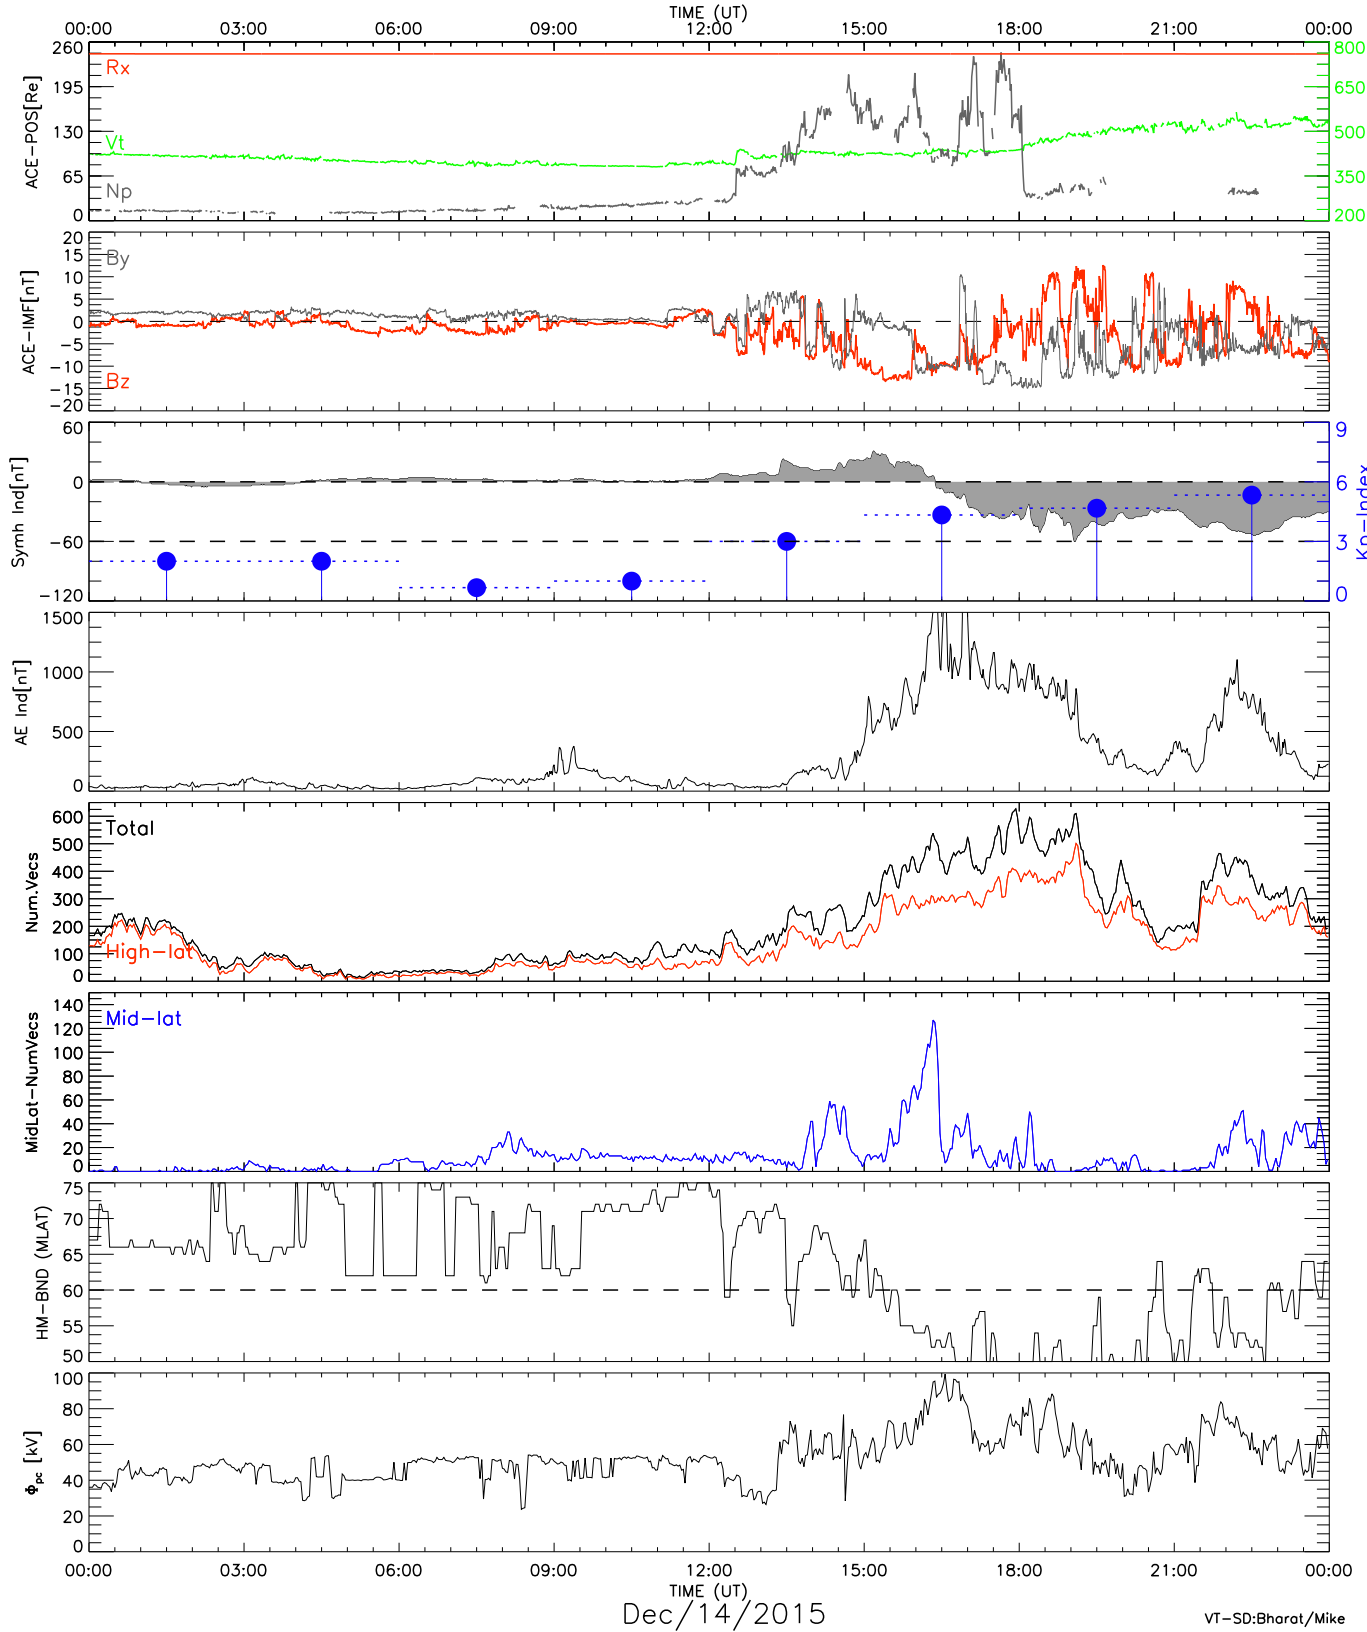 TIME (UT)
00:00 03:00 06:00 09:00 12:00 15:00 18:00 21:00 00:00
ACE-POS[Re]
260
195
130
65
0
Rx
Vt
Np
800
650
500
350
200
ACE-IMF[nT]
20
15
10
5
0
-5
-10
-15
-20
By
Bz
Symh Ind[nT]
60
0
-60
-120
9
6
3
0
Kp-Index
AE Ind[nT]
1500
1000
500
0
Num.Vecs
600
500
400
300
200
100
0
Total
High-lat
MidLat-NumVecs
140
120
100
80
60
40
20
0
Mid-lat
HM-BND (MLAT)
75
70
65
60
55
50
Φpc [kV]
100
80
60
40
20
0
00:00 03:00 06:00 09:00 12:00 15:00 18:00 21:00 00:00
TIME (UT)
Dec/14/2015
VT-SD:Bharat/Mike